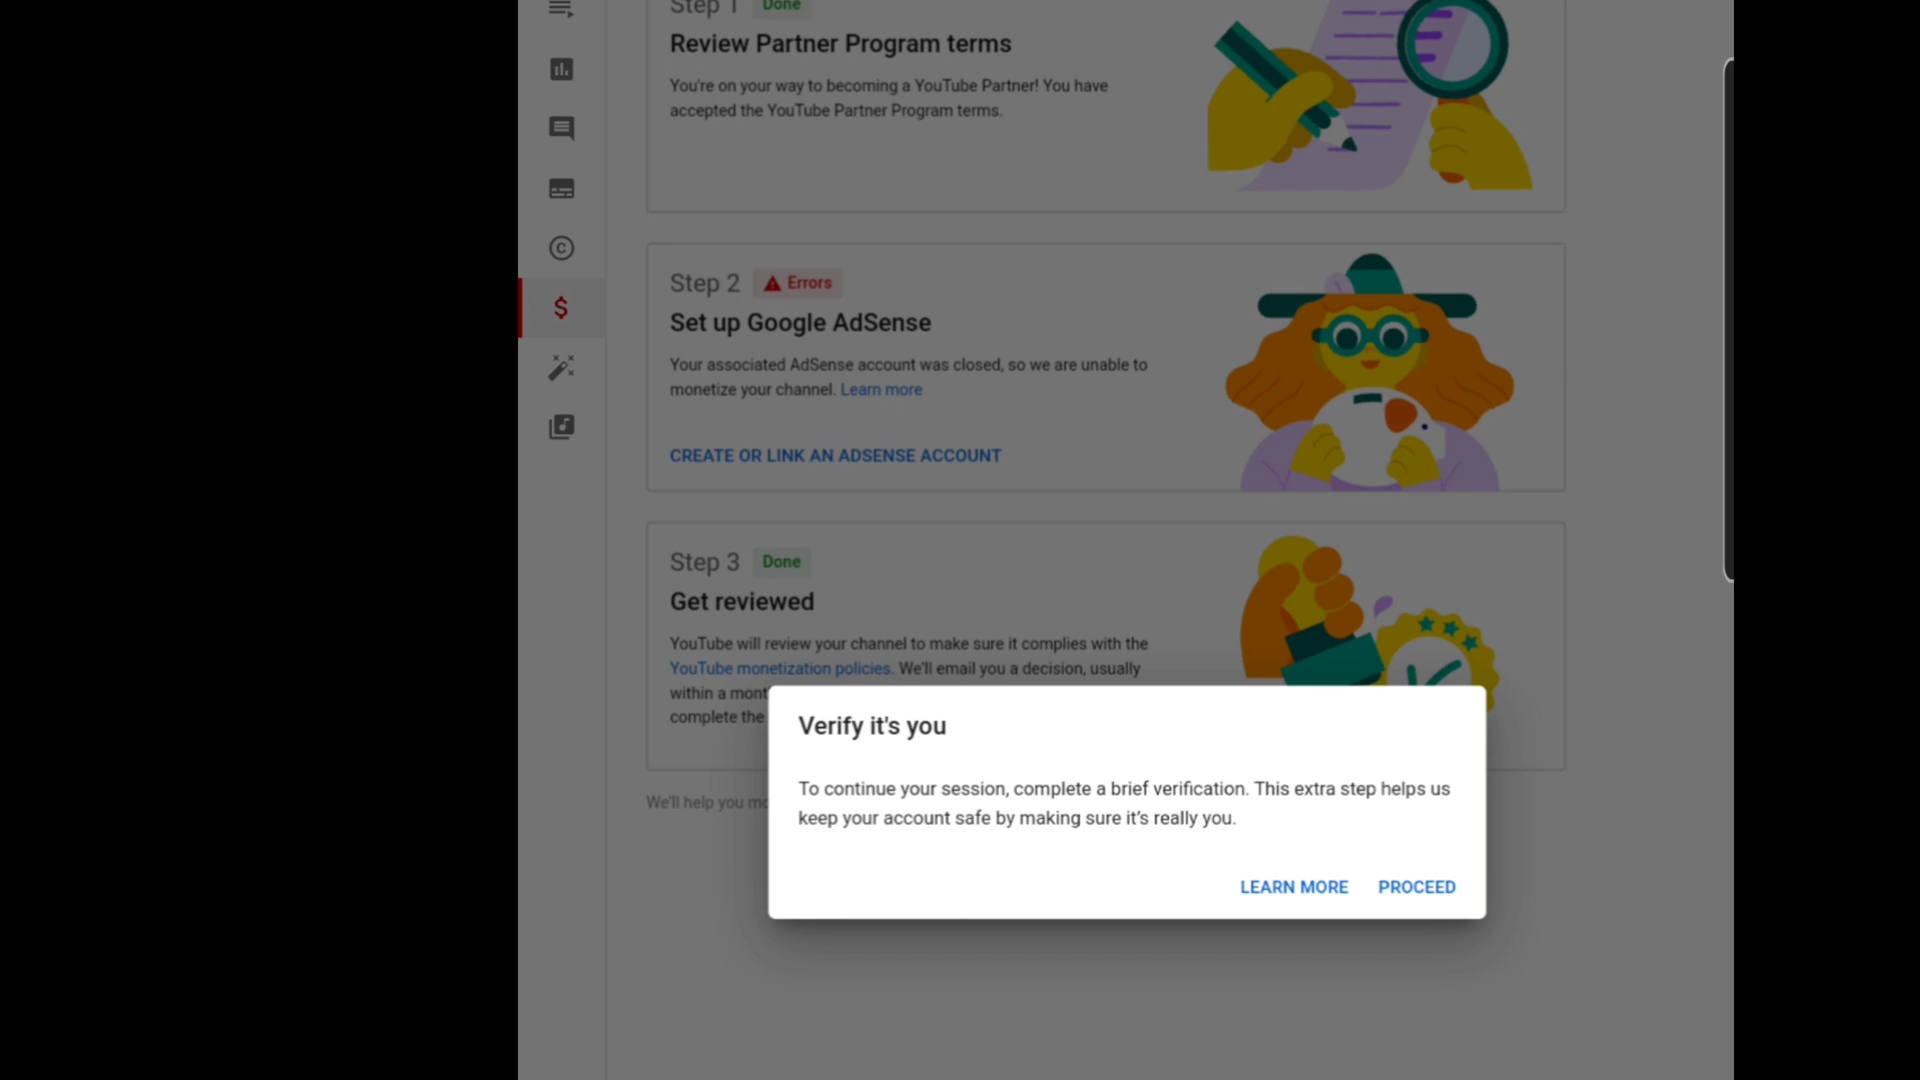 Step 1 Done
Review Partner Program terms
You're on your way to becoming a YouTube Partner! You have
accepted the YouTube Partner Program terms.
Step 2 Errors
Set up Google AdSense
Your associated AdSense account was closed, so we are unable to
monetize your channel. Learn more
CREATE OR LINK AN ADSENSE ACCOUNT
Step 3 Done
Get reviewed
YouTube will review your channel to make sure it complies with the
YouTube monetization policies. We'll email you a decision, usually
within a mont
complete the
We'll help you mo
Verify it's you
To continue your session, complete a brief verification. This extra step helps us
keep your account safe by making sure it's really you.
LEARN MORE PROCEED